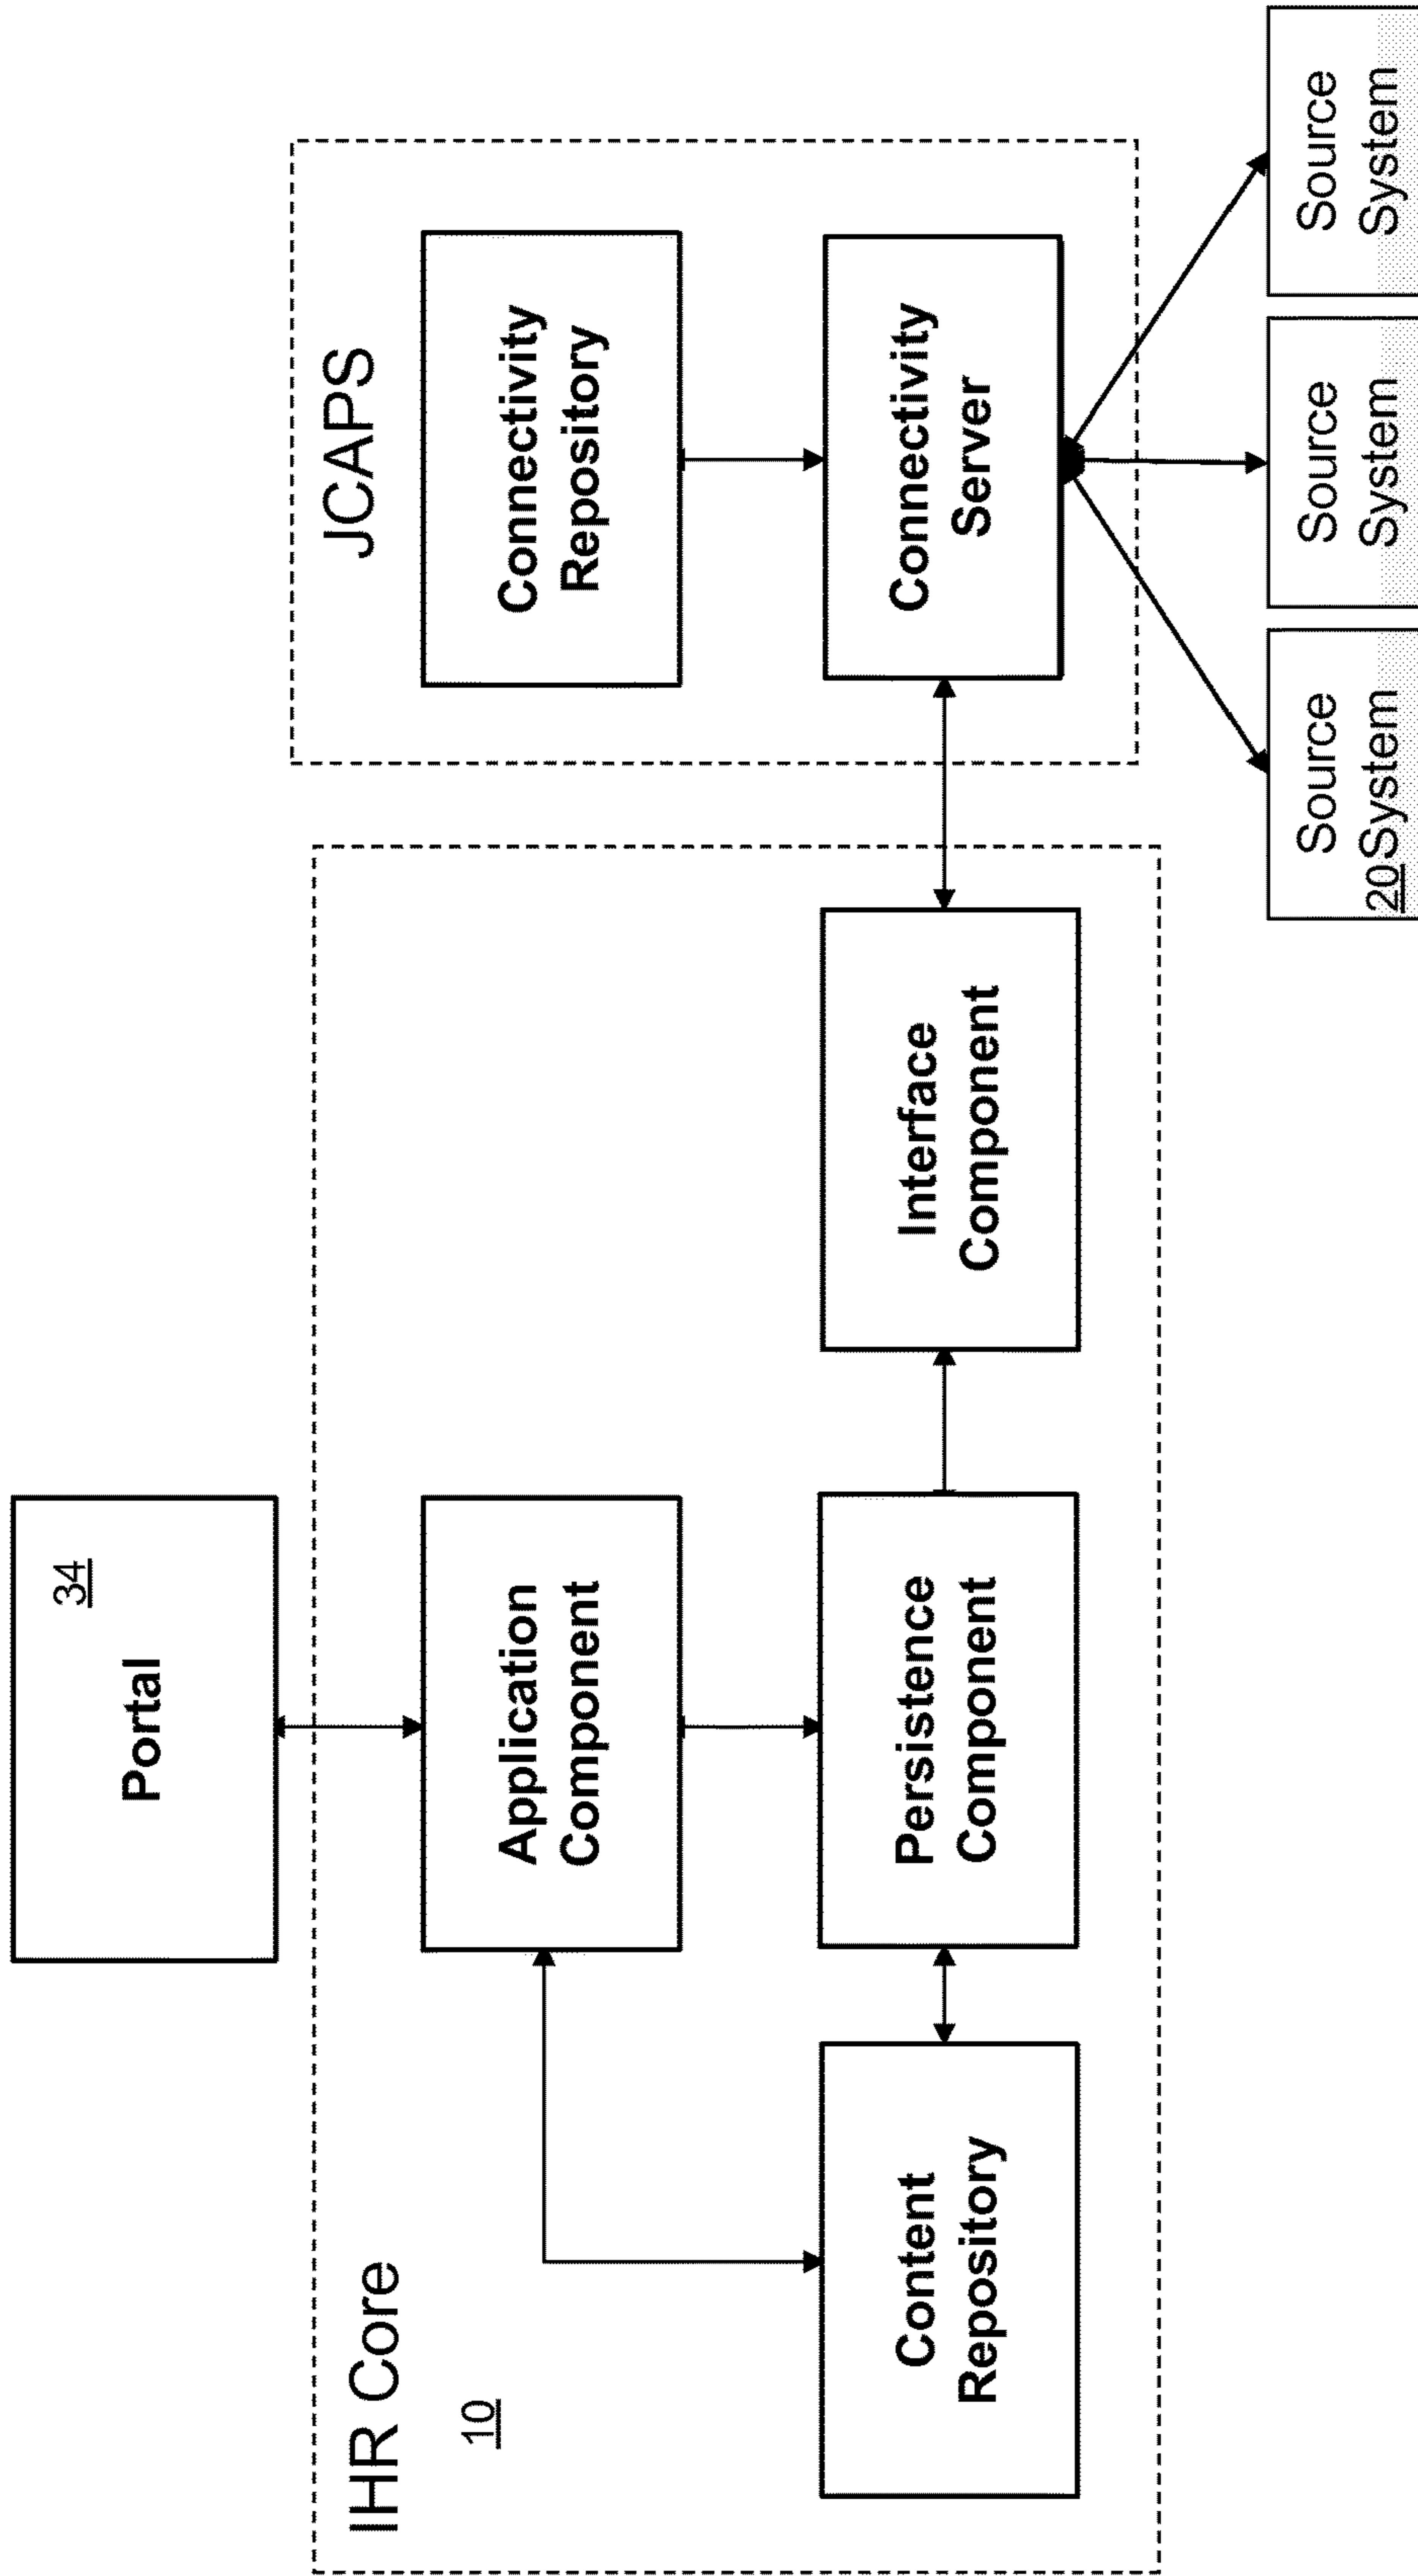 Portal
34
IHR Core
10
JCAPS
Application
Component
Connectivity
Repository
Content
Repository
Persistence
Component
Interface
Component
Connectivity
Server
Source
20System
Source
System
Source
System